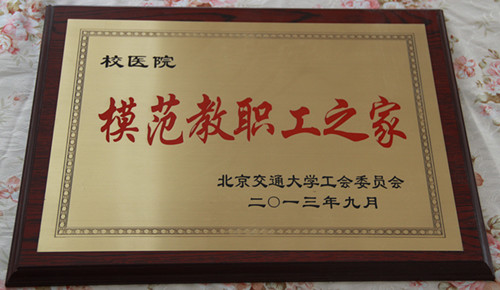 校医院
模范教职工之家
北京交通大学工会委员会
二〇一三年九月